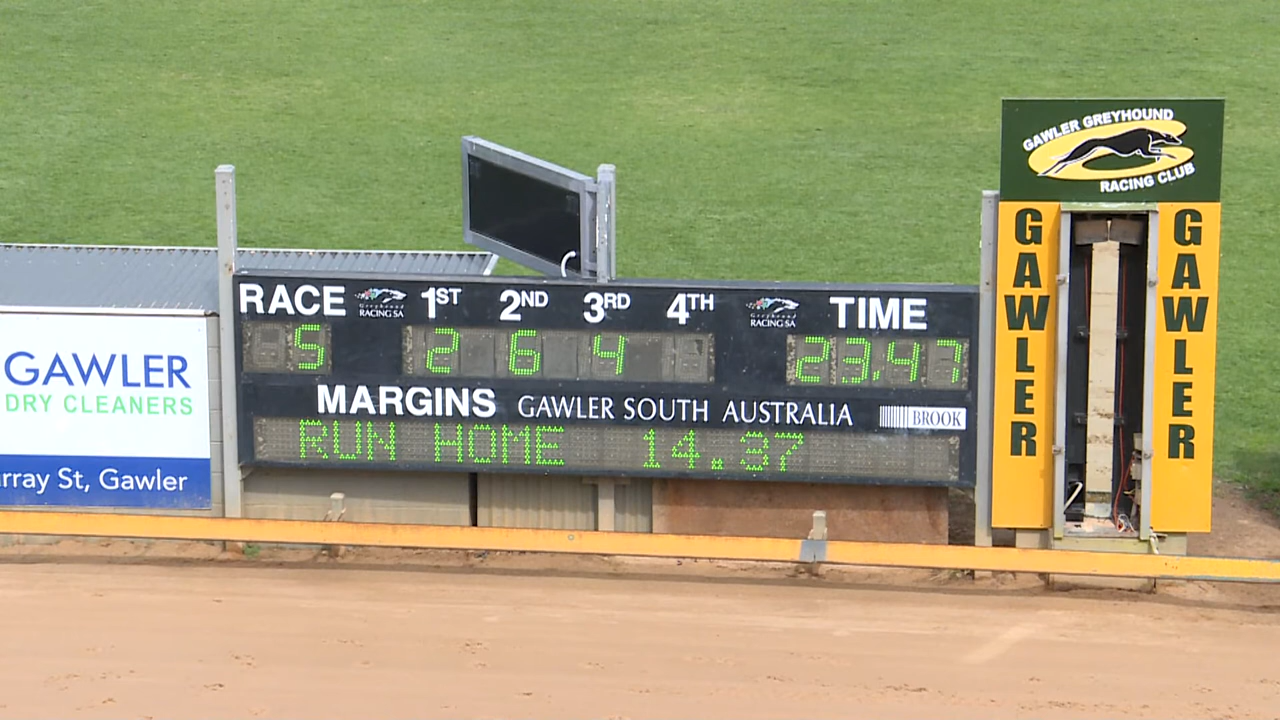 GAWLER GREYHOUND
RACING CLUB
GAWLER
GAWLER
RACE
Greyhound
RACING SA
1ST 2ND 3RD 4TH
Greyhound
RACING SA
TIME
5 2 6 4 23.47
MARGINS GAWLER SOUTH AUSTRALIA BROOK
RUN HOME 14.37
GAWLER
DRY CLEANERS
rray St, Gawler